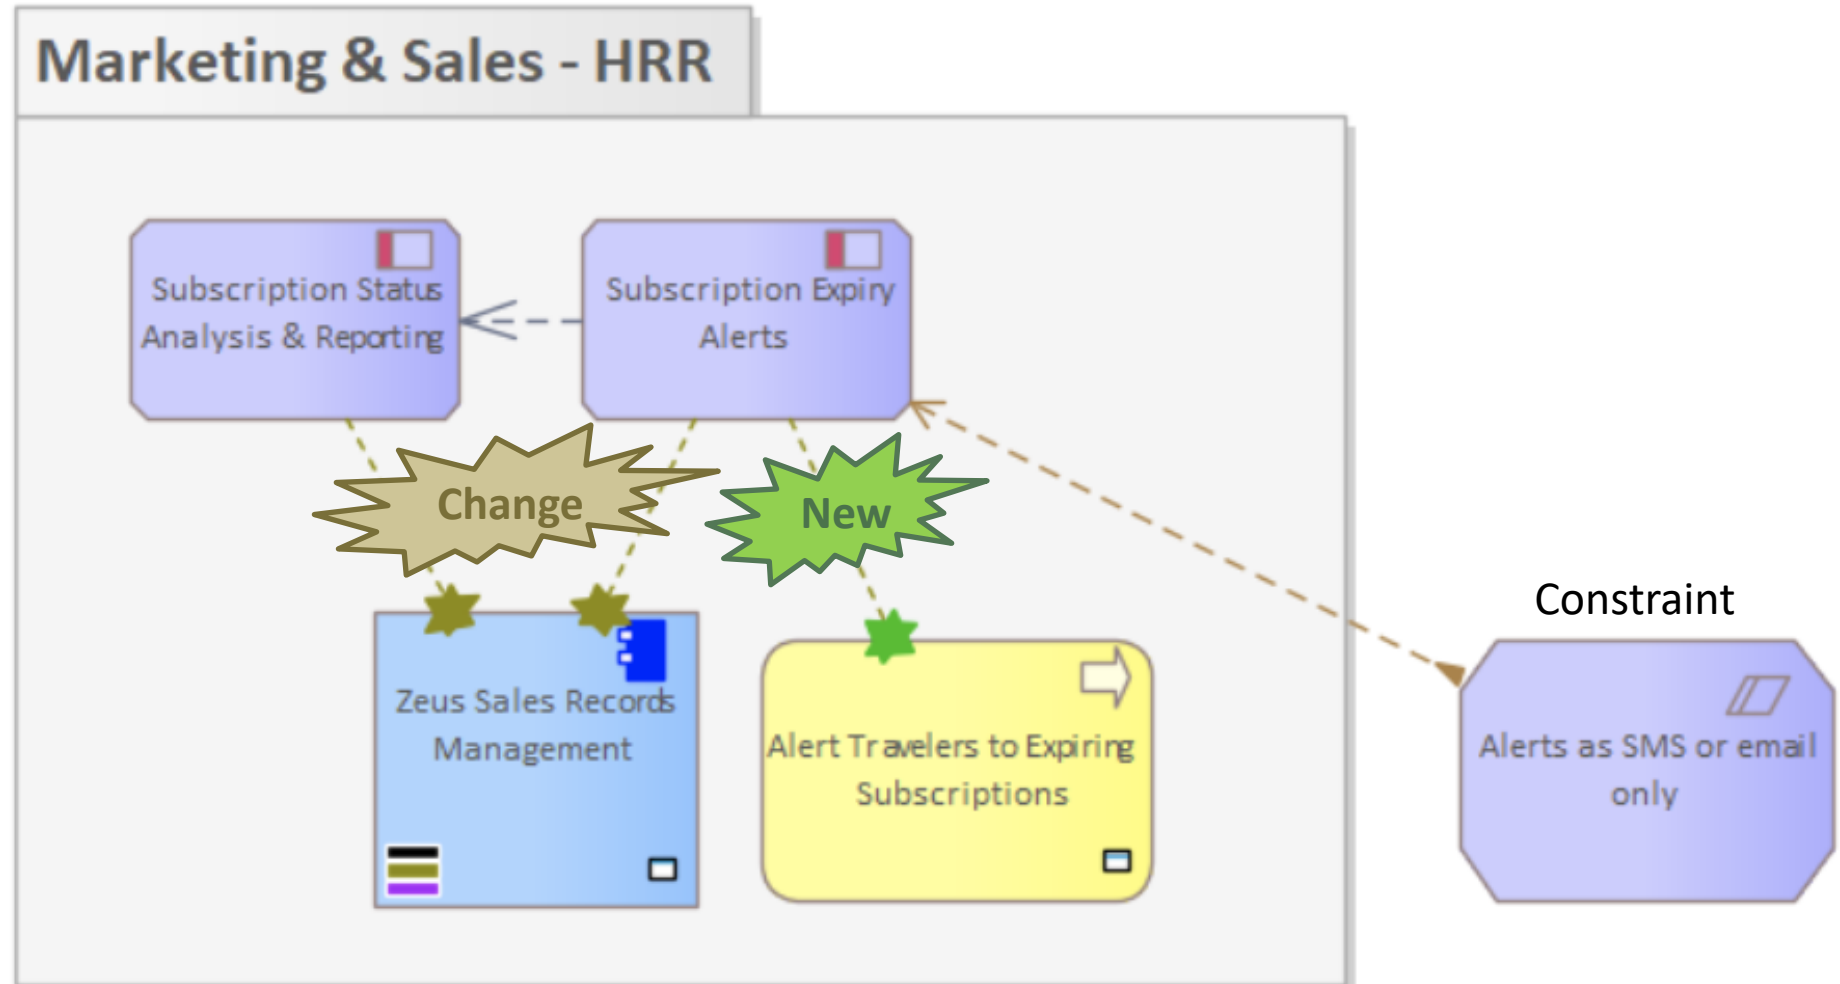 Marketing & Sales - HRR
Subscription Status
Analysis & Reporting
Subscription Expiry
Alerts
Change
New
Constraint
Zeus Sales Records
Management
Alert Travelers to Expiring
Subscriptions
Alerts as SMS or email
only